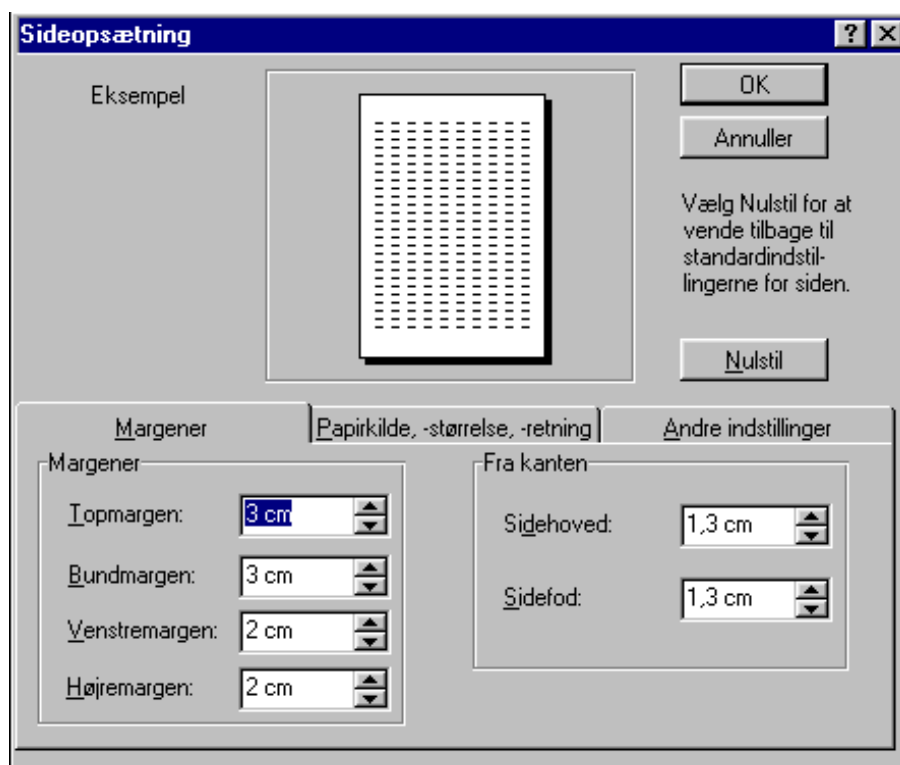 Sideopsætning
Eksempel
OK
Annuller
Vælg Nulstil for at
vende tilbage til
standardindstil-
lingerne for siden.
Nulstil
Margener
Papirkilde, -størrelse, -retning
Andre indstillinger
Margener
Topmargen: 3 cm
Bundmargen: 3 cm
Venstremargen: 2 cm
Højremargen: 2 cm
Fra kanten
Sidehoved: 1,3 cm
Sidefod: 1,3 cm